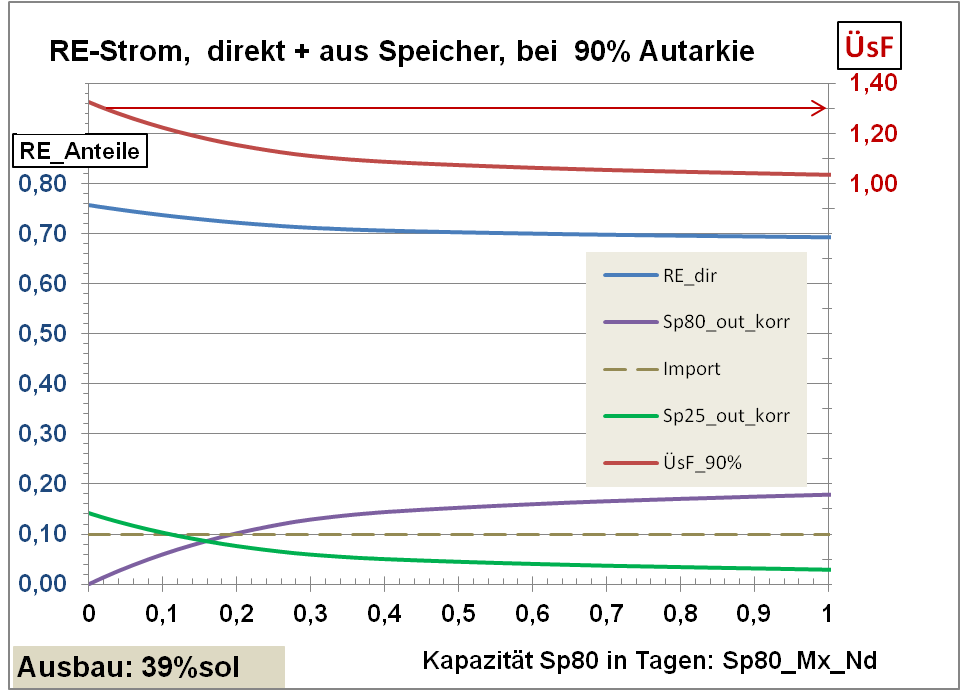 RE-Strom,  direkt + aus Speicher, bei  90% Autarkie
ÜsF
1,40
1,20
1,00
RE_Anteile
0,80
0,70
0,60
0,50
0,40
0,30
0,20
0,10
0,00
RE_dir
Sp80_out_korr
Import
Sp25_out_korr
ÜsF_90%
0 0,1 0,2 0,3 0,4 0,5 0,6 0,7 0,8 0,9 1
Ausbau: 39%sol
Kapazität Sp80 in Tagen: Sp80_Mx_Nd